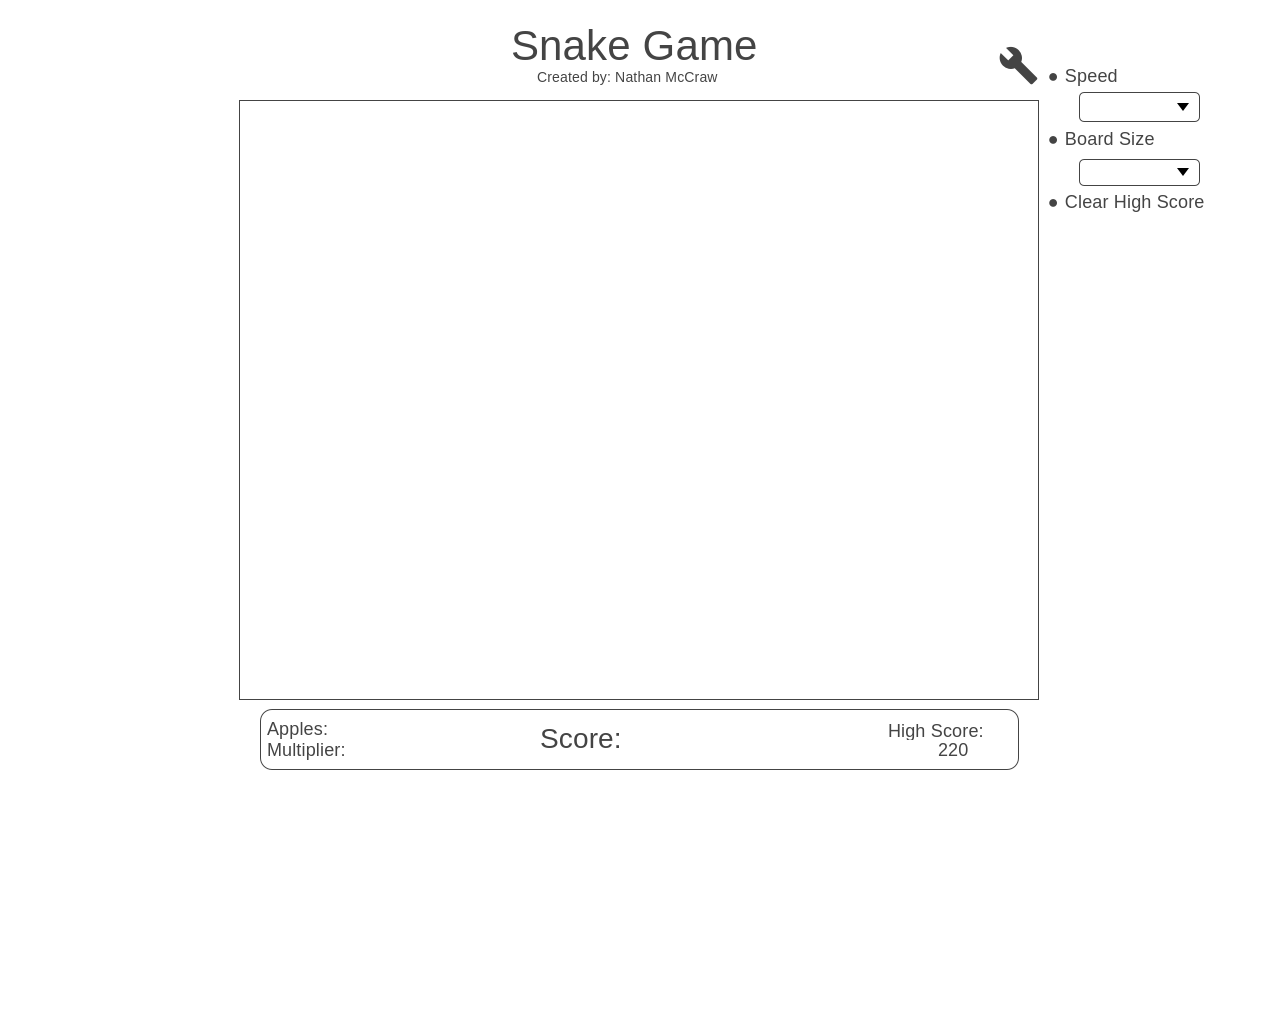 Snake Game
Created by: Nathan McCraw
● Speed
● Board Size
● Clear High Score
Apples:
Multiplier:
Score:
High Score:
220